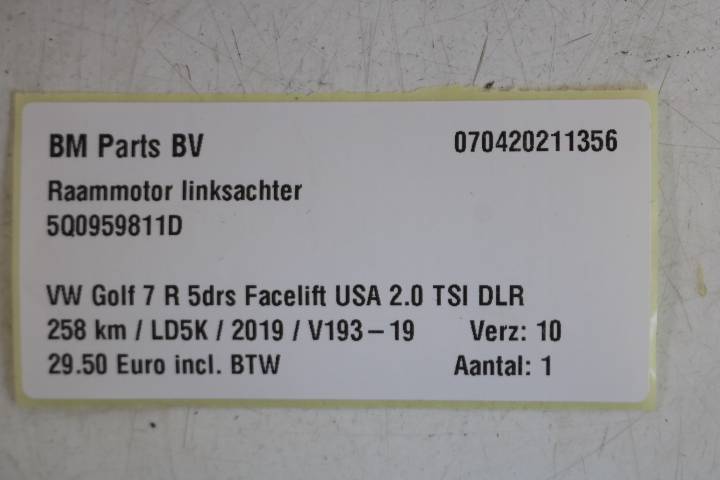 BM Parts BV 070420211356
Raammotor linksachter
5Q0959811D
VW Golf 7 R 5drs Facelift USA 2.0 TSI DLR
258 km / LD5K / 2019 / V193-19 Verz: 10
29.50 Euro incl. BTW Aantal: 1